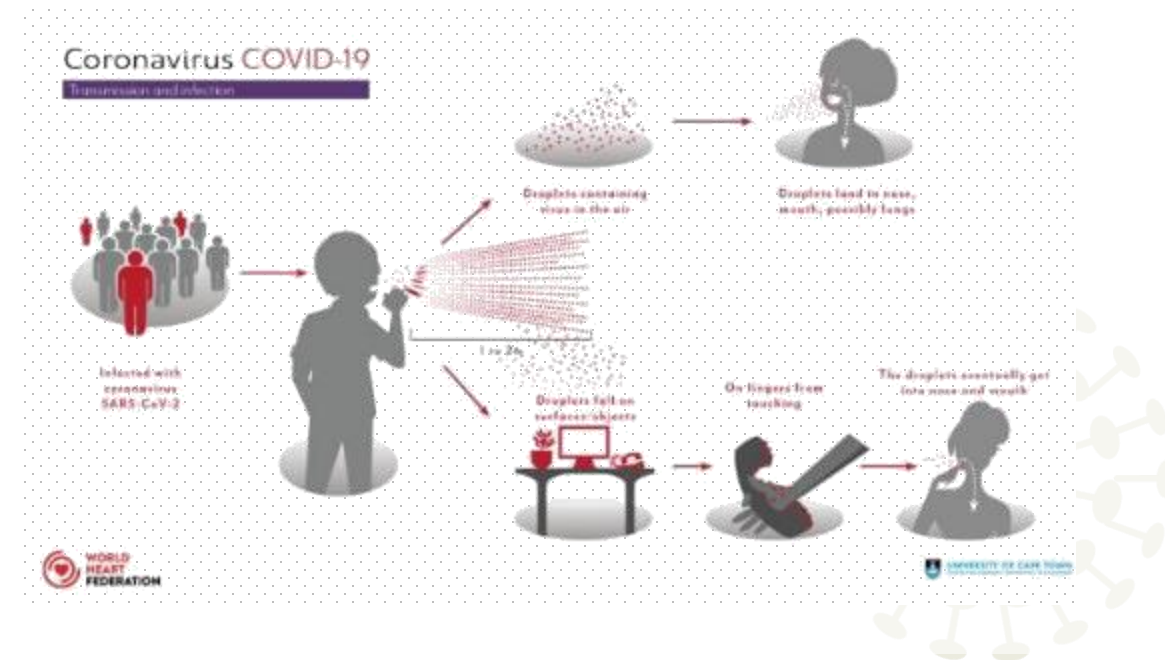 Coronavirus COVID-19
Transmission and infection
Droplets containing
virus in the air
Droplets land in nose,
mouth, possibly lungs
Infected with
coronavirus
SARS-CoV-2
1 to 2
Droplets fall on
surfaces/objects
On fingers from
touching
The droplets eventually get
into nose and mouth
WORLD
HEART
FEDERATION
UNIVERSITY OF CAPE TOWN